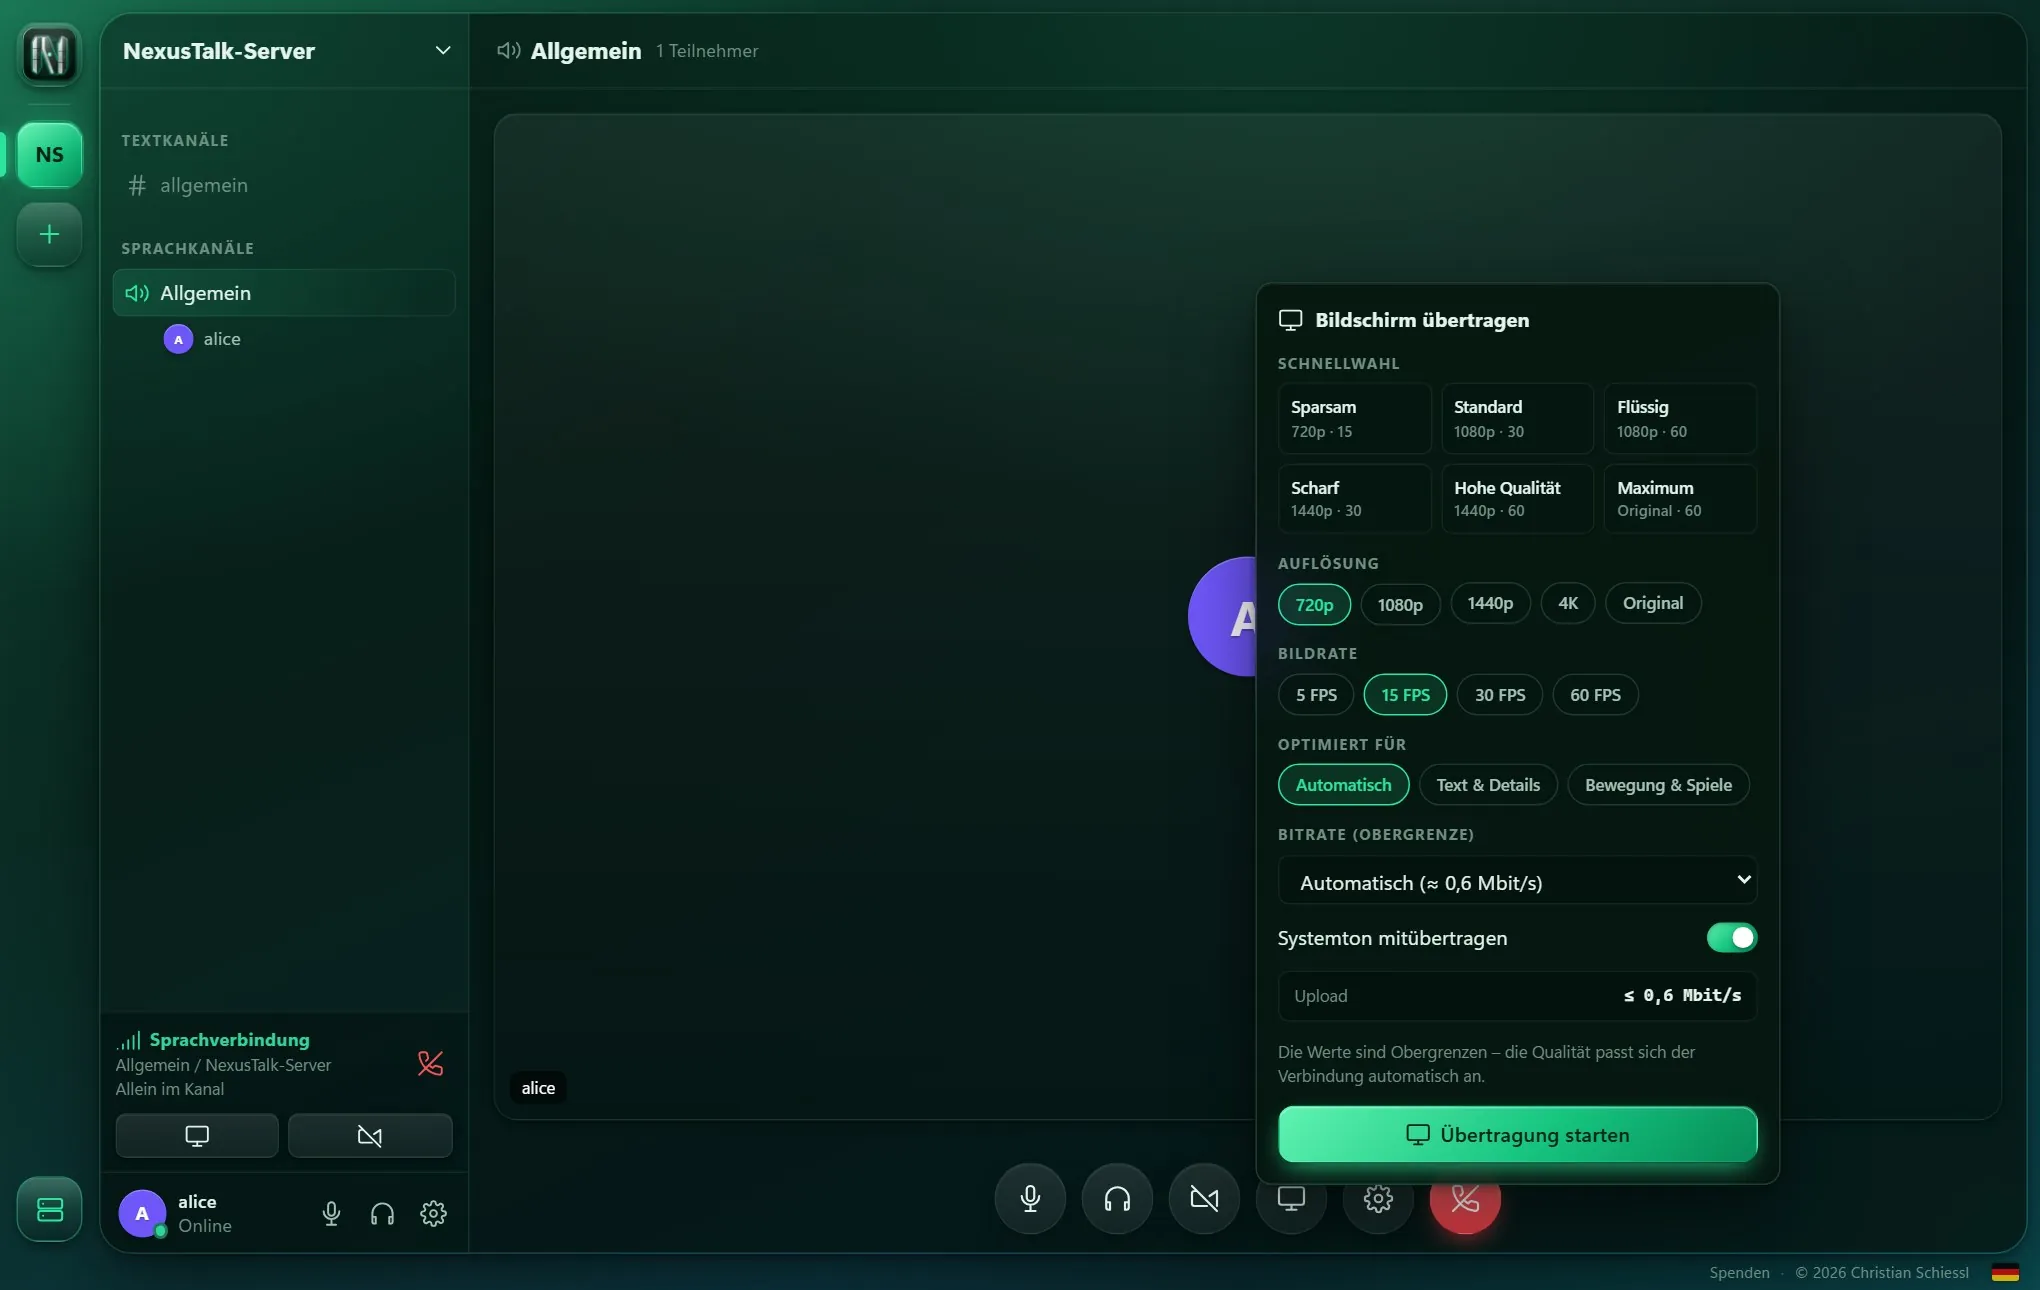 NexusTalk-Server
Allgemein 1 Teilnehmer
NS
TEXTKANÄLE
# allgemein
SPRACHKANÄLE
Allgemein
A alice
Bildschirm übertragen
SCHNELLWAHL
Sparsam
720p · 15
Standard
1080p · 30
Flüssig
1080p · 60
Scharf
1440p · 30
Hohe Qualität
1440p · 60
Maximum
Original · 60
AUFLÖSUNG
720p 1080p 1440p 4K Original
BILDRATE
5 FPS 15 FPS 30 FPS 60 FPS
OPTIMIERT FÜR
Automatisch Text & Details Bewegung & Spiele
BITRATE (OBERGRENZE)
Automatisch (≈ 0,6 Mbit/s)
Systemton mitübertragen
Upload ≤ 0,6 Mbit/s
Die Werte sind Obergrenzen – die Qualität passt sich der
Verbindung automatisch an.
Übertragung starten
A
alice
Sprachverbindung
Allgemein / NexusTalk-Server
Allein im Kanal
A
alice
Online
Spenden · © 2026 Christian Schiessl